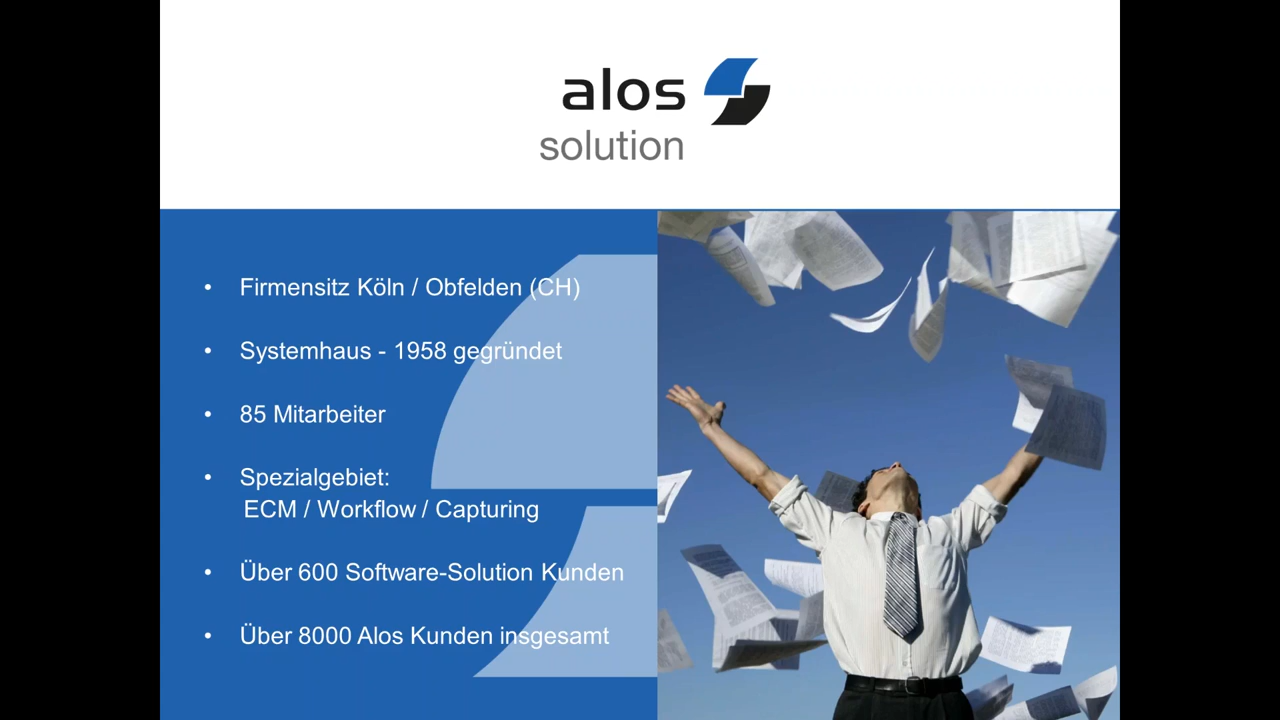 alos
solution
• Firmensitz Köln / Obfelden (CH)
• Systemhaus - 1958 gegründet
• 85 Mitarbeiter
• Spezialgebiet:
ECM / Workflow / Capturing
• Über 600 Software-Solution Kunden
• Über 8000 Alos Kunden insgesamt